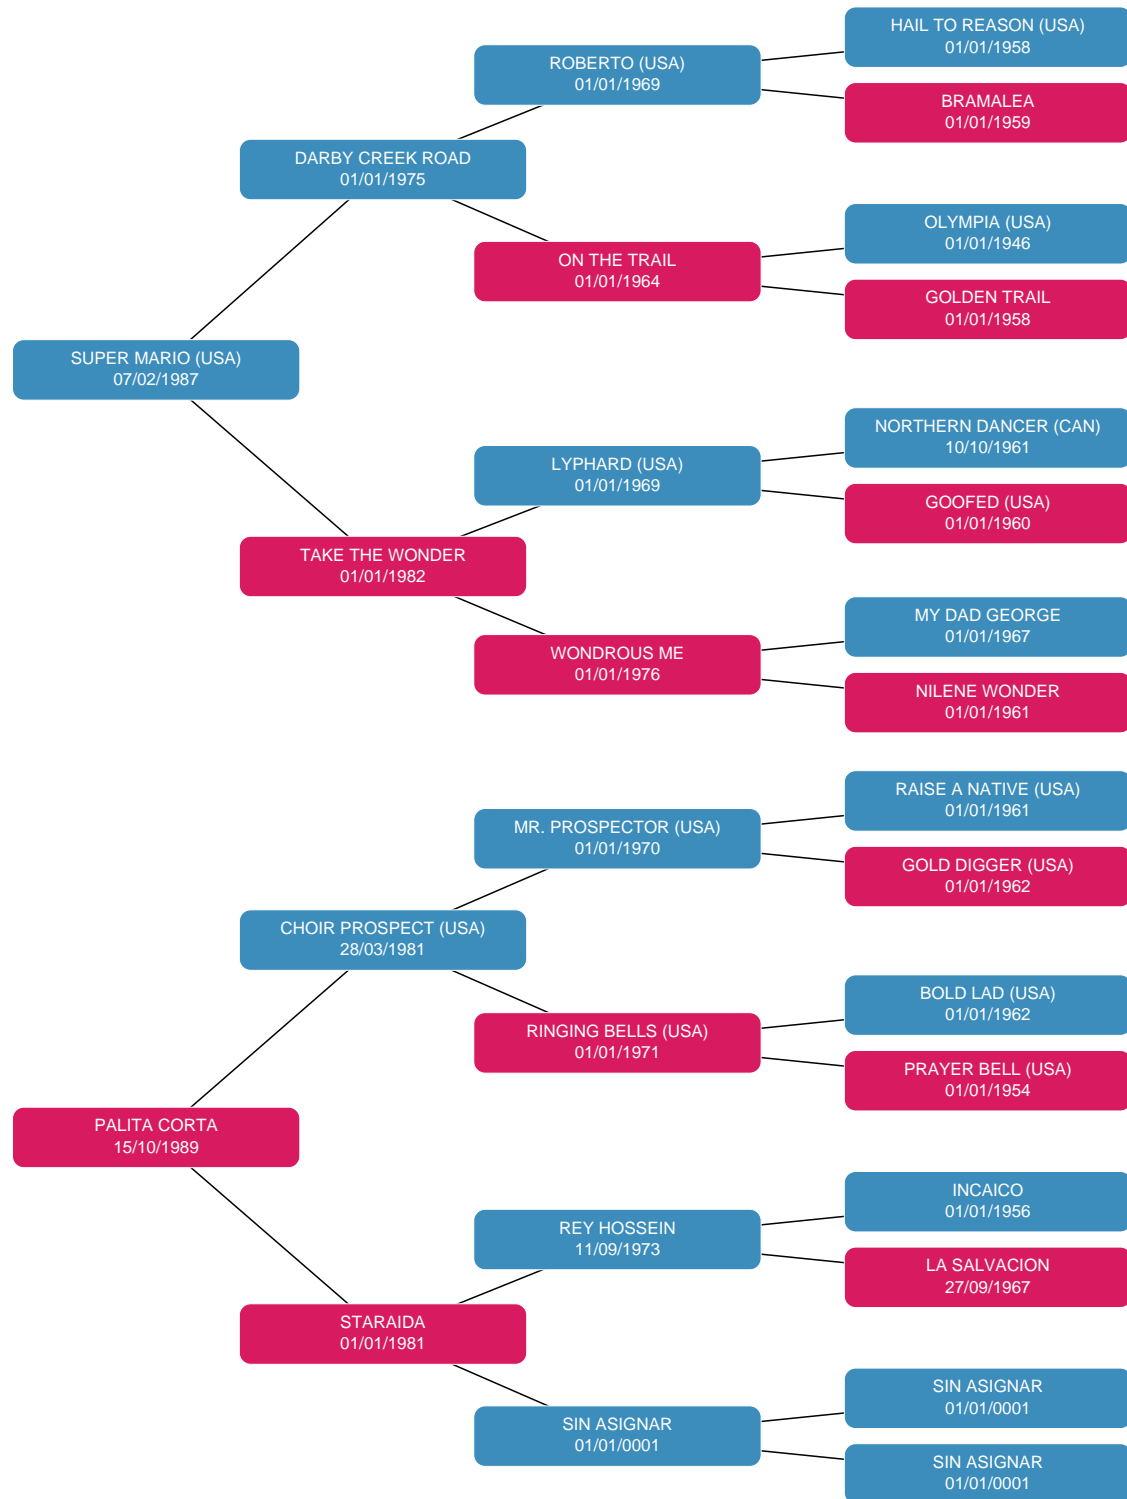 HAIL TO REASON (USA)
01/01/1958
ROBERTO (USA)
01/01/1969
BRAMALEA
01/01/1959
DARBY CREEK ROAD
01/01/1975
OLYMPIA (USA)
01/01/1946
ON THE TRAIL
01/01/1964
GOLDEN TRAIL
01/01/1958
SUPER MARIO (USA)
07/02/1987
NORTHERN DANCER (CAN)
10/10/1961
LYPHARD (USA)
01/01/1969
GOOFED (USA)
01/01/1960
TAKE THE WONDER
01/01/1982
MY DAD GEORGE
01/01/1967
WONDROUS ME
01/01/1976
NILENE WONDER
01/01/1961
RAISE A NATIVE (USA)
01/01/1961
MR. PROSPECTOR (USA)
01/01/1970
GOLD DIGGER (USA)
01/01/1962
CHOIR PROSPECT (USA)
28/03/1981
BOLD LAD (USA)
01/01/1962
RINGING BELLS (USA)
01/01/1971
PRAYER BELL (USA)
01/01/1954
PALITA CORTA
15/10/1989
INCAICO
01/01/1956
REY HOSSEIN
11/09/1973
LA SALVACION
27/09/1967
STARAIDA
01/01/1981
SIN ASIGNAR
01/01/0001
SIN ASIGNAR
01/01/0001
SIN ASIGNAR
01/01/0001